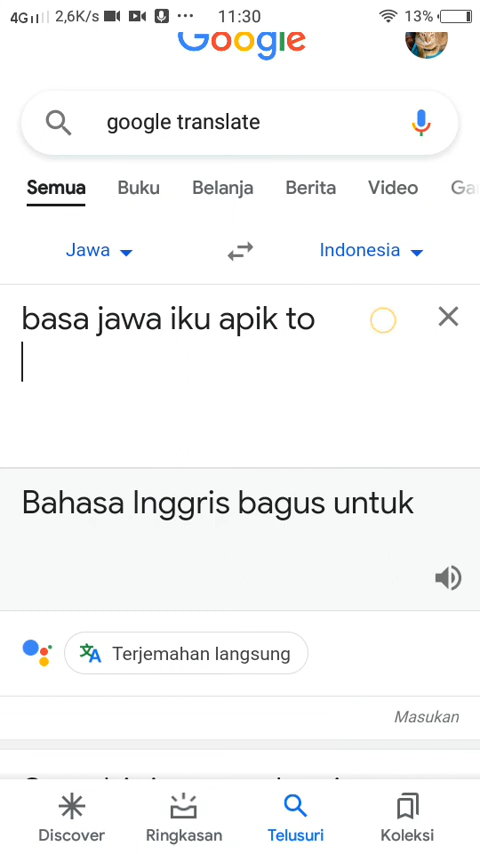 4G 2,6K/s ... 11:30 13%
Google
google translate
Semua Buku Belanja Berita Video Ga
Jawa Indonesia
basa jawa iku apik to
Bahasa Inggris bagus untuk
Terjemahan langsung
Masukan
Discover Ringkasan Telusuri Koleksi